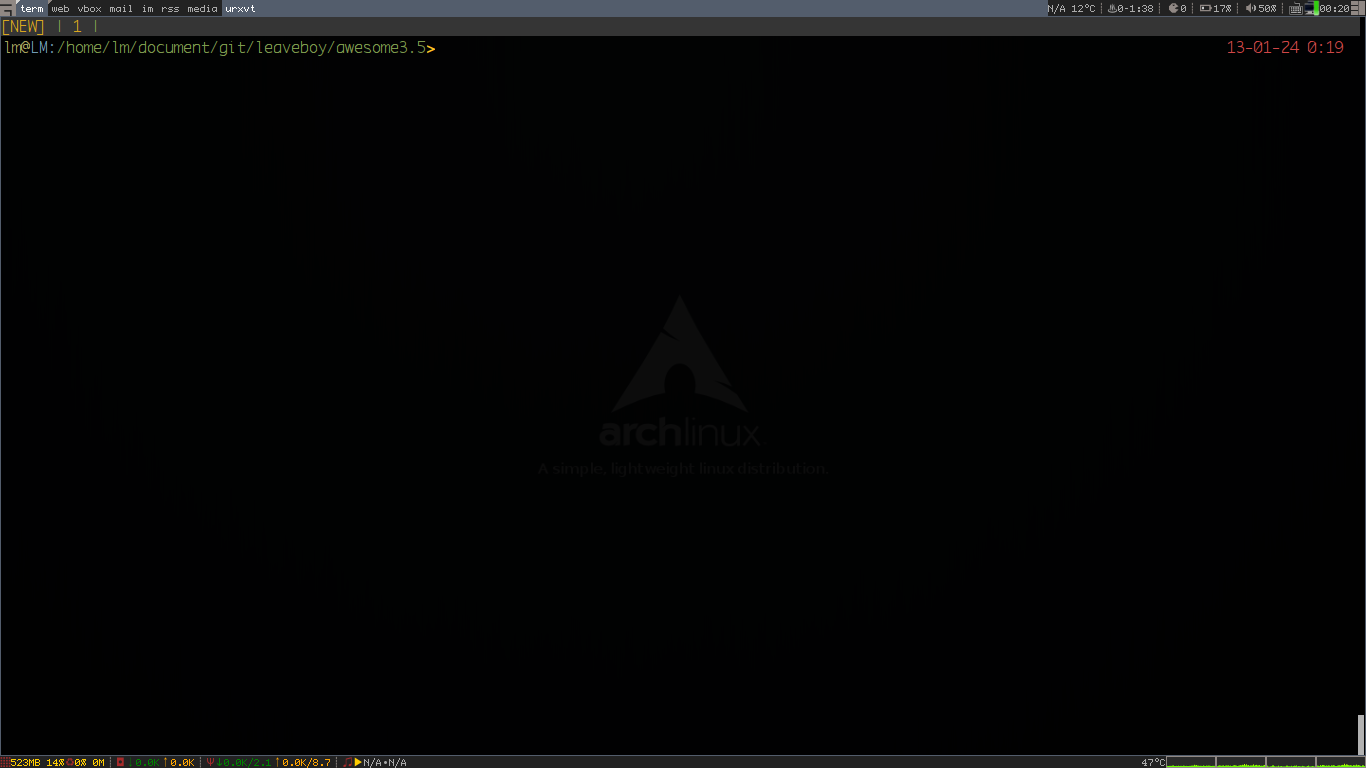 term web vbox mail im rss media urxvt N/A 12°C 0-1:38 0 17% 50% 00:20
[NEW] | 1 |
lm@LM:/home/lm/document/git/leaveboy/awesome3.5> 13-01-24 0:19
archlinux
A simple, lightweight linux distribution.
523MB 14% 0% 0M ↓0.0K ↑0.0K ↓0.0K/2.1 ↑0.0K/8.7 N/A•N/A 47°C